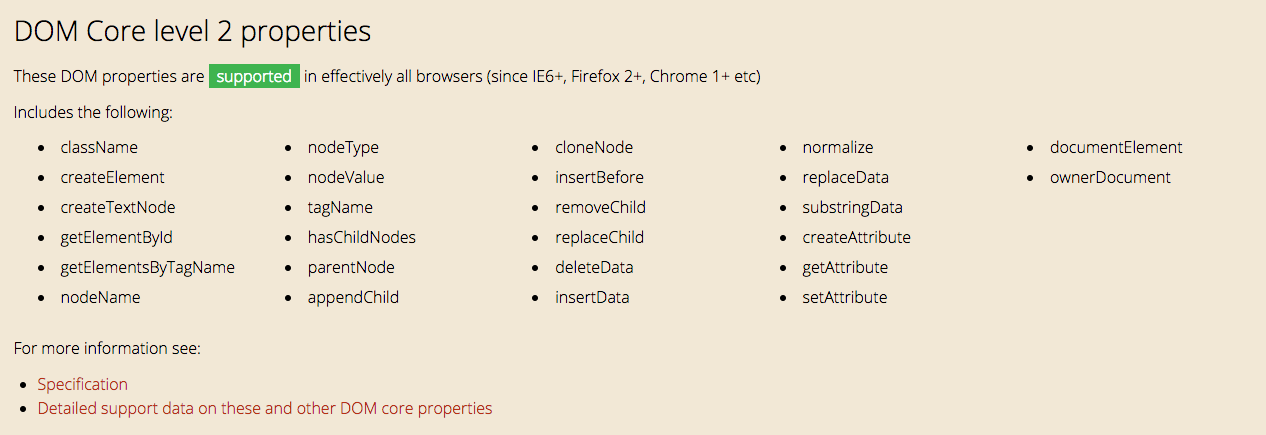 DOM Core level 2 properties
These DOM properties are supported in effectively all browsers (since IE6+, Firefox 2+, Chrome 1+ etc)
Includes the following:
• className
• createElement
• createTextNode
• getElementById
• getElementsByTagName
• nodeName
• nodeType
• nodeValue
• tagName
• hasChildNodes
• parentNode
• appendChild
• cloneNode
• insertBefore
• removeChild
• replaceChild
• deleteData
• insertData
• normalize
• replaceData
• substringData
• createAttribute
• getAttribute
• setAttribute
• documentElement
• ownerDocument
For more information see:
• Specification
• Detailed support data on these and other DOM core properties